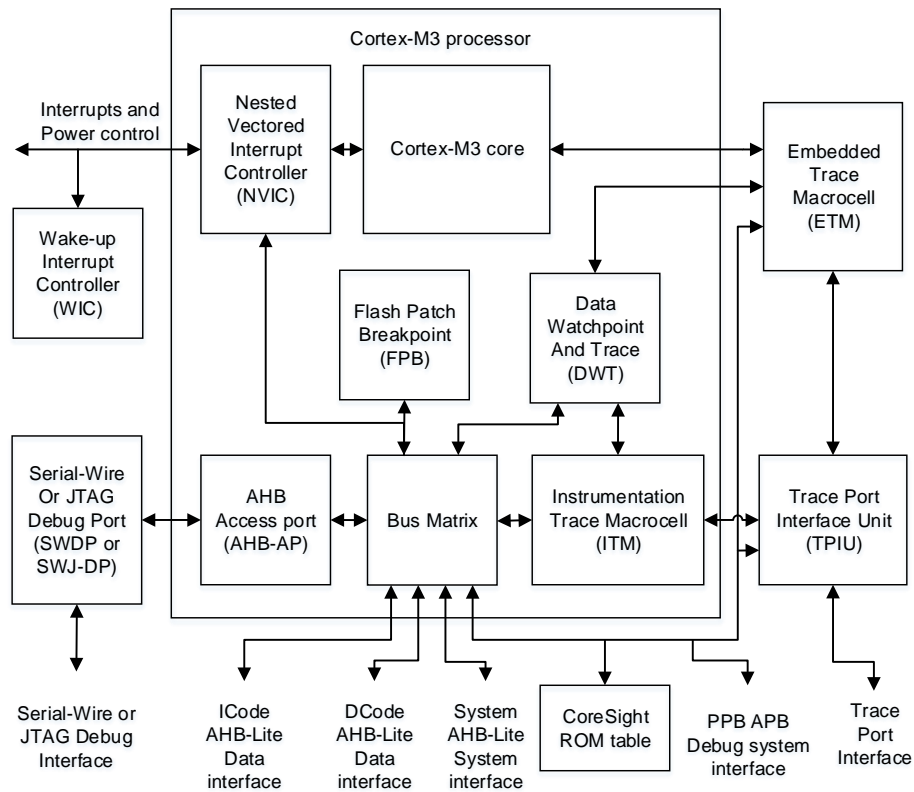 Cortex-M3 processor
Interrupts and
Power control
Nested
Vectored
Interrupt
Controller
(NVIC)
Cortex-M3 core
Embedded
Trace
Macrocell
(ETM)
Wake-up
Interrupt
Controller
(WIC)
Flash Patch
Breakpoint
(FPB)
Data
Watchpoint
And Trace
(DWT)
Serial-Wire
Or JTAG
Debug Port
(SWDP or
SWJ-DP)
AHB
Access port
(AHB-AP)
Bus Matrix
Instrumentation
Trace Macrocell
(ITM)
Trace Port
Interface Unit
(TPIU)
Serial-Wire or
JTAG Debug
Interface
ICode
AHB-Lite
Data
interface
DCode
AHB-Lite
Data
interface
System
AHB-Lite
System
interface
CoreSight
ROM table
PPB APB
Debug system
interface
Trace
Port
Interface